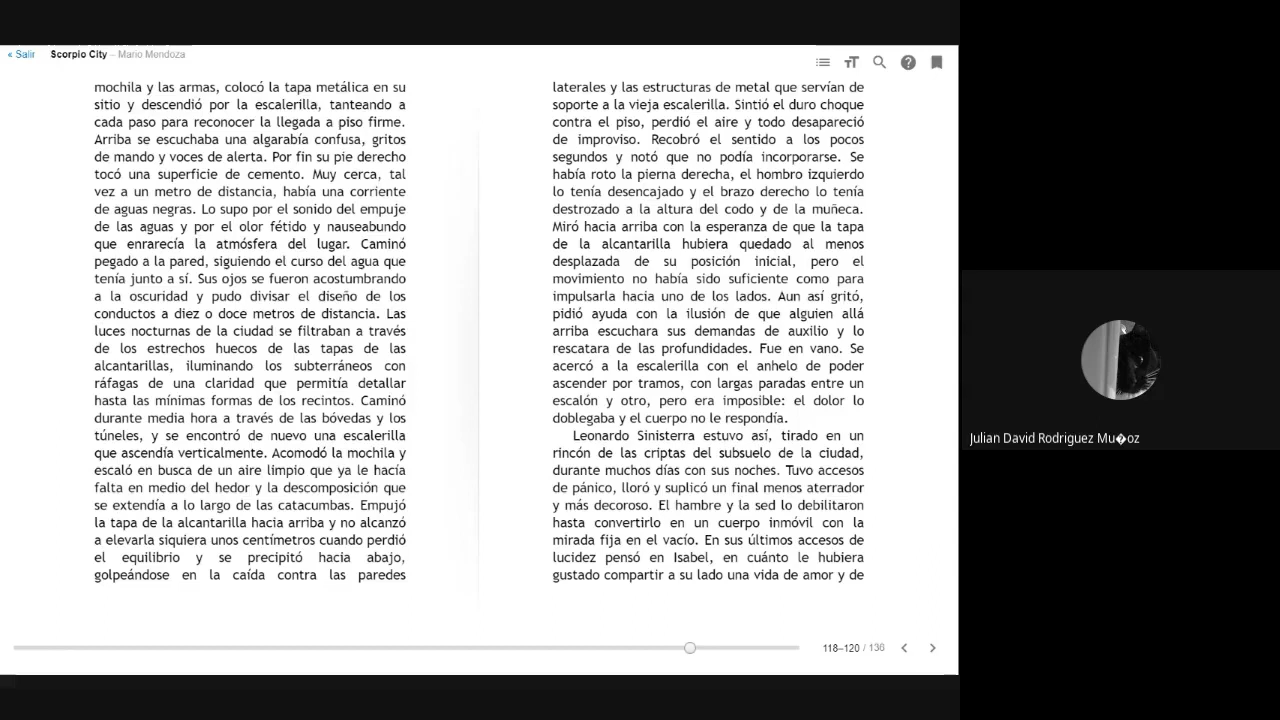 « Salir Scorpio City – Mario Mendoza
mochila y las armas, colocó la tapa metálica en su
sitio y descendió por la escalerilla, tanteando a
cada paso para reconocer la llegada a piso firme.
Arriba se escuchaba una algarabía confusa, gritos
de mando y voces de alerta. Por fin su pie derecho
tocó una superficie de cemento. Muy cerca, tal
vez a un metro de distancia, había una corriente
de aguas negras. Lo supo por el sonido del empuje
de las aguas y por el olor fétido y nauseabundo
que enrarecía la atmósfera del lugar. Caminó
pegado a la pared, siguiendo el curso del agua que
tenía junto a sí. Sus ojos se fueron acostumbrando
a la oscuridad y pudo divisar el diseño de los
conductos a diez o doce metros de distancia. Las
luces nocturnas de la ciudad se filtraban a través
de los estrechos huecos de las tapas de las
alcantarillas, iluminando los subterráneos con
ráfagas de una claridad que permitía detallar
hasta las mínimas formas de los recintos. Caminó
durante media hora a través de las bóvedas y los
túneles, y se encontró de nuevo una escalerilla
que ascendía verticalmente. Acomodó la mochila y
escaló en busca de un aire limpio que ya le hacía
falta en medio del hedor y la descomposición que
se extendía a lo largo de las catacumbas. Empujó
la tapa de la alcantarilla hacia arriba y no alcanzó
a elevarla siquiera unos centímetros cuando perdió
el equilibrio y se precipitó hacia abajo,
golpeándose en la caída contra las paredes
laterales y las estructuras de metal que servían de
soporte a la vieja escalerilla. Sintió el duro choque
contra el piso, perdió el aire y todo desapareció
de improviso. Recobró el sentido a los pocos
segundos y notó que no podía incorporarse. Se
había roto la pierna derecha, el hombro izquierdo
lo tenía desencajado y el brazo derecho lo tenía
destrozado a la altura del codo y de la muñeca.
Miró hacia arriba con la esperanza de que la tapa
de la alcantarilla hubiera quedado al menos
desplazada de su posición inicial, pero el
movimiento no había sido suficiente como para
impulsarla hacia uno de los lados. Aun así gritó,
pidió ayuda con la ilusión de que alguien allá
arriba escuchara sus demandas de auxilio y lo
rescatara de las profundidades. Fue en vano. Se
acercó a la escalerilla con el anhelo de poder
ascender por tramos, con largas paradas entre un
escalón y otro, pero era imposible: el dolor lo
doblegaba y el cuerpo no le respondía.
Leonardo Sinisterra estuvo así, tirado en un
rincón de las criptas del subsuelo de la ciudad,
durante muchos días con sus noches. Tuvo accesos
de pánico, lloró y suplicó un final menos aterrador
y más decoroso. El hambre y la sed lo debilitaron
hasta convertirlo en un cuerpo inmóvil con la
mirada fija en el vacío. En sus últimos accesos de
lucidez pensó en Isabel, en cuánto le hubiera
gustado compartir a su lado una vida de amor y de
118–120 / 136
Julian David Rodriguez Mu�oz